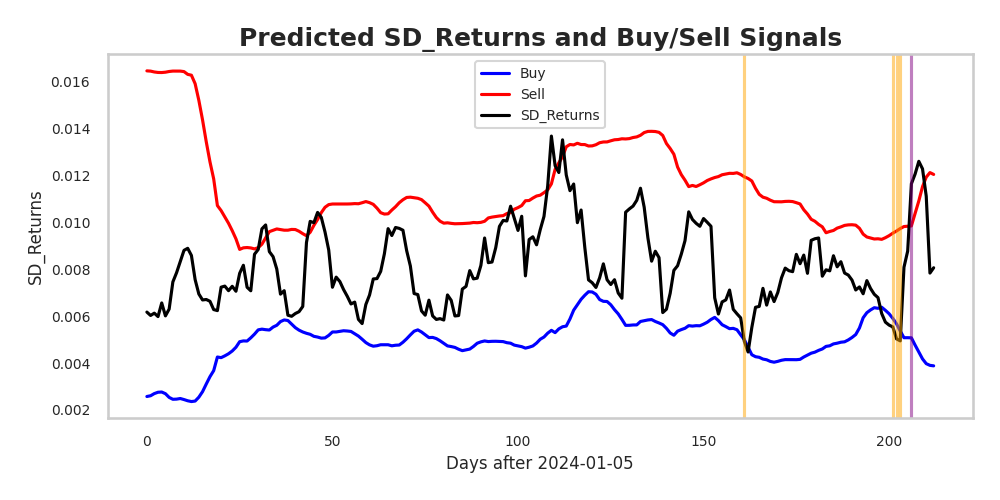 Predicted SD_Returns and Buy/Sell Signals
0.016
0.014
0.012
0.010
0.008
0.006
0.004
0.002
SD_Returns
Buy
Sell
SD_Returns
0
50
100
150
200
Days after 2024-01-05